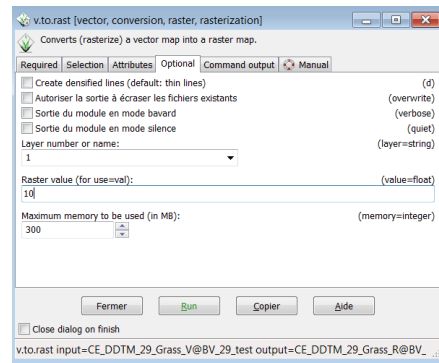 v.to.rast [vector, conversion, raster, rasterization]
Converts (rasterize) a vector map into a raster map.
Required Selection Attributes Optional Command output Manual
Create densified lines (default: thin lines) (d)
Autoriser la sortie à écraser les fichiers existants (overwrite)
Sortie du module en mode bavard (verbose)
Sortie du module en mode silence (quiet)
Layer number or name: (layer=string)
1
Raster value (for use=val): (value=float)
10
Maximum memory to be used (in MB): (memory=integer)
300
Fermer Run Copier Aide
Close dialog on finish
v.to.rast input=CE_DDTM_29_Grass_V@BV_29_test output=CE_DDTM_29_Grass_R@BV_